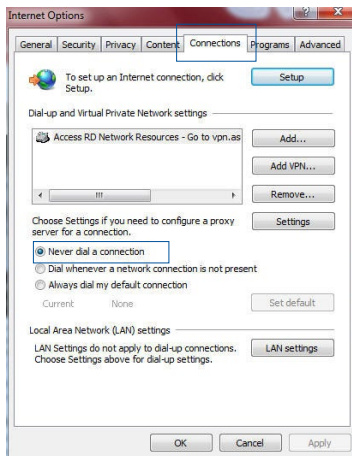 Internet Options
General Security Privacy Content Connections Programs Advanced
To set up an Internet connection, click
Setup.
Setup
Dial-up and Virtual Private Network settings
Access RD Network Resources - Go to vpn.as
Add...
Add VPN...
Remove...
Choose Settings if you need to configure a proxy
server for a connection.
Settings
Never dial a connection
Dial whenever a network connection is not present
Always dial my default connection
Current None
Set default
Local Area Network (LAN) settings
LAN Settings do not apply to dial-up connections.
Choose Settings above for dial-up settings.
LAN settings
OK Cancel Apply